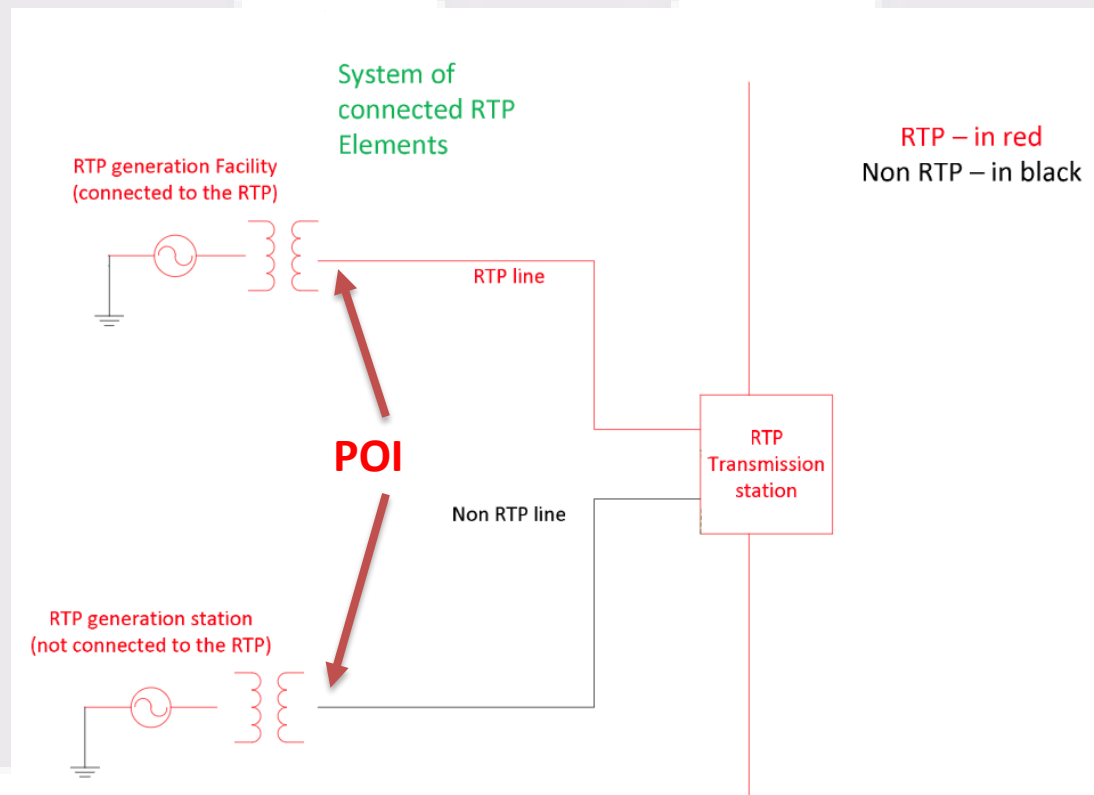 System of
connected RTP
Elements
RTP – in red
Non RTP – in black
RTP generation Facility
(connected to the RTP)
RTP line
POI
RTP
Transmission
station
Non RTP line
RTP generation station
(not connected to the RTP)